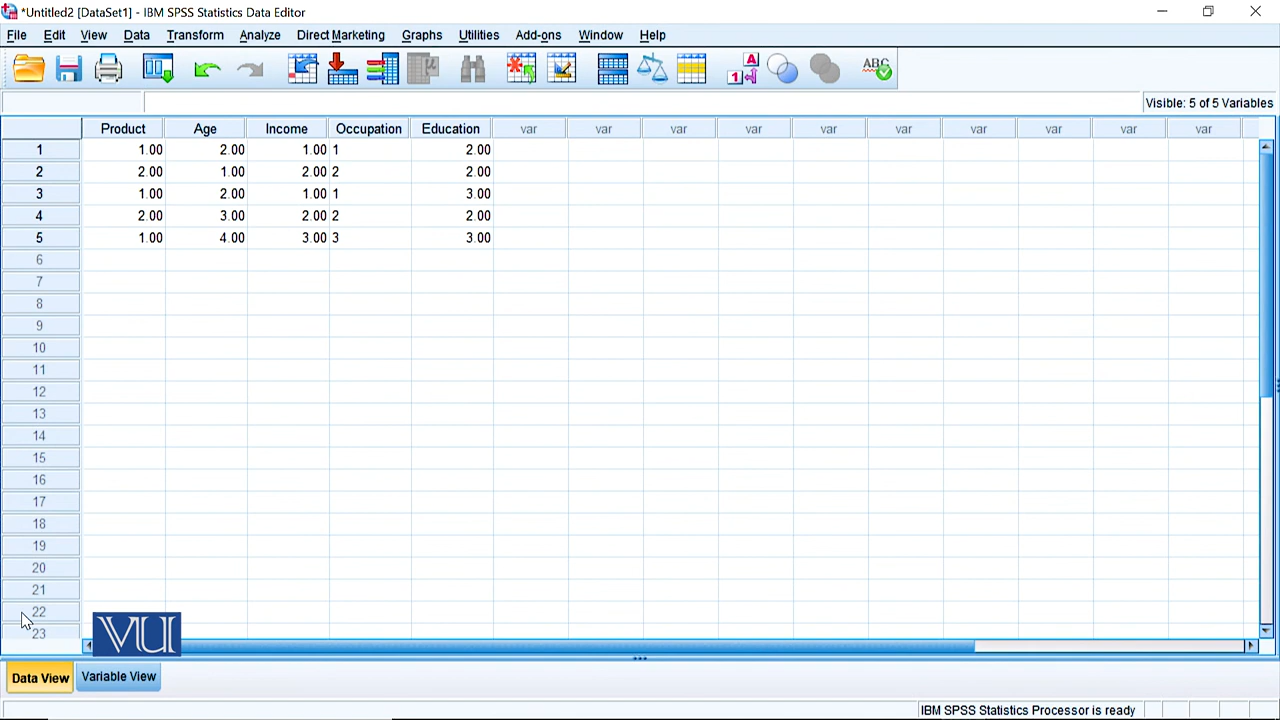 *Untitled2 [DataSet1] - IBM SPSS Statistics Data Editor
File Edit View Data Transform Analyze Direct Marketing Graphs Utilities Add-ons Window Help
A
1
ABC
Visible: 5 of 5 Variables
Product Age Income Occupation Education var var var var var var var var var var
1 1.00 2.00 1.00 1 2.00
2 2.00 1.00 2.00 2 2.00
3 1.00 2.00 1.00 1 3.00
4 2.00 3.00 2.00 2 2.00
5 1.00 4.00 3.00 3 3.00
6
7
8
9
10
11
12
13
14
15
16
17
18
19
20
21
22
23
VU
Data View Variable View
IBM SPSS Statistics Processor is ready